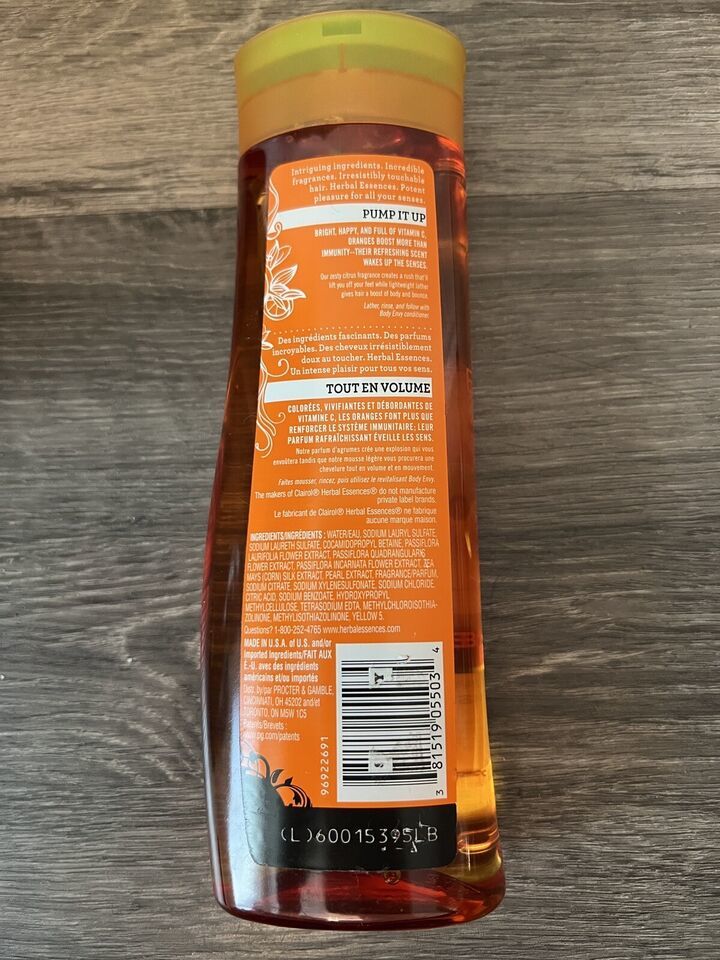 Intriguing ingredients. Incredible
fragrances. Irresistibly touchable
hair. Herbal Essences. Potent
pleasure for all your senses.
PUMP IT UP
BRIGHT, HAPPY, AND FULL OF VITAMIN C,
ORANGES BOOST MORE THAN
IMMUNITY—THEIR REFRESHING SCENT
WAKES UP THE SENSES.
Our zesty citrus fragrance creates a rush that'll
lift you off your feet while lightweight lather
gives hair a boost of body and bounce.
Lather, rinse, and follow with
Body Envy conditioner.
Des ingrédients fascinants. Des parfums
incroyables. Des cheveux irrésistiblement
doux au toucher. Herbal Essences.
Un intense plaisir pour tous vos sens.
TOUT EN VOLUME
COLORÉES, VIVIFIANTES ET DÉBORDANTES DE
VITAMINE C, LES ORANGES FONT PLUS QUE
RENFORCER LE SYSTÈME IMMUNITAIRE; LEUR
PARFUM RAFRAÎCHISSANT ÉVEILLE LES SENS.
Notre parfum d'agrumes crée une explosion qui vous
envoûtera tandis que notre mousse légère vous procurera une
chevelure tout en volume et en mouvement.
Faites mousser, rincez, puis utilisez le revitalisant Body Envy.
The makers of Clairol® Herbal Essences® do not manufacture
private label brands.
Le fabricant de Clairol® Herbal Essences® ne fabrique
aucune marque maison.
INGREDIENTS/INGRÉDIENTS : WATER/EAU, SODIUM LAURYL SULFATE,
SODIUM LAURETH SULFATE, COCAMIDOPROPYL BETAINE, PASSIFLORA
LAURIFOLIA FLOWER EXTRACT, PASSIFLORA QUADRANGULARIS
FLOWER EXTRACT, PASSIFLORA INCARNATA FLOWER EXTRACT, ZEA
MAYS (CORN) SILK EXTRACT, PEARL EXTRACT, FRAGRANCE/PARFUM,
SODIUM CITRATE, SODIUM XYLENESULFONATE, SODIUM CHLORIDE,
CITRIC ACID, SODIUM BENZOATE, HYDROXYPROPYL
METHYLCELLULOSE, TETRASODIUM EDTA, METHYLCHLOROISOTHIA-
ZOLINONE, METHYLISOTHIAZOLINONE, YELLOW 5.
Questions? 1-800-252-4765 www.herbalessences.com
MADE IN U.S.A. of U.S. and/or
Imported Ingredients/FAIT AUX
É.-U. avec des ingrédients
américains et/ou importés
Distr. by/par PROCTER & GAMBLE,
CINCINNATI, OH 45202 and/et
TORONTO, ON M5W 1C5
Patents/Brevets :
www.pg.com/patents
96922691
3 81519 05503 4
(L)60015395LB